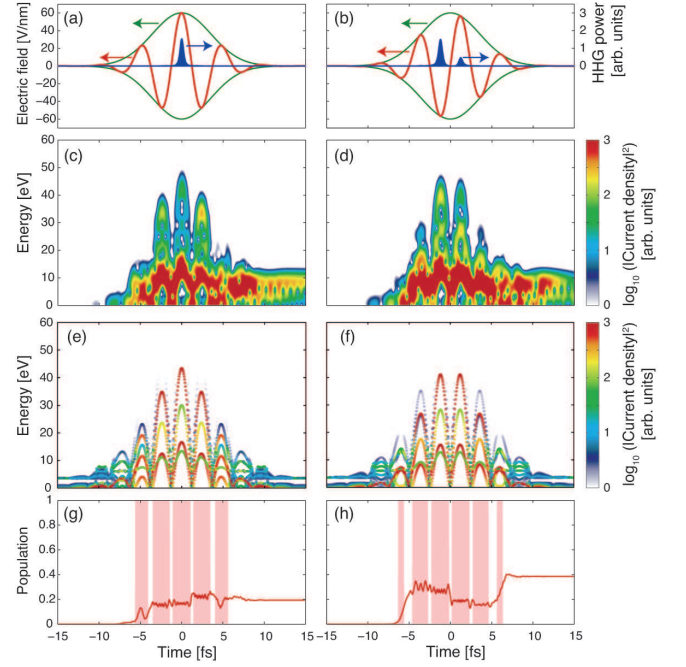 (a) (b)
Electric field [V/nm]
60
40
20
0
−20
−40
−60
3
2
1
0
HHG power
[arb. units]
(c) (d)
Energy [eV]
60
50
40
30
20
10
0
3
2
1
0
log10 (|Current density|²)
[arb. units]
(e) (f)
Energy [eV]
60
50
40
30
20
10
0
3
2
1
0
log10 (|Current density|²)
[arb. units]
(g) (h)
Population
1
0.8
0.6
0.4
0.2
0
−15 −10 −5 0 5 10 15 −10 −5 0 5 10 15
Time [fs] Time [fs]